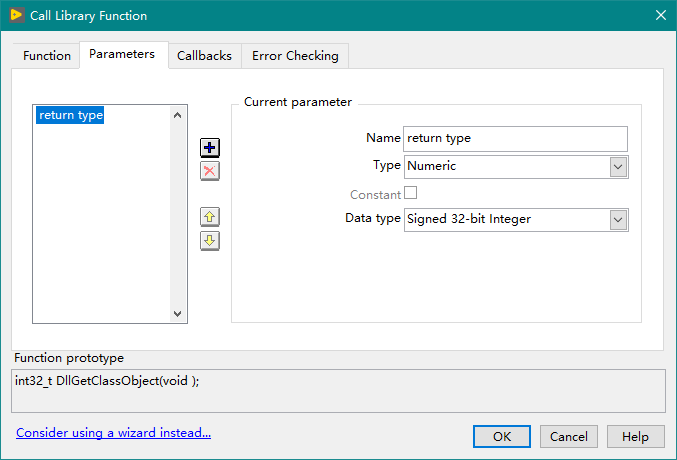 Call Library Function
Function
Parameters
Callbacks
Error Checking
return type
Current parameter
Name
return type
Type
Numeric
Constant
Data type
Signed 32-bit Integer
Function prototype
int32_t DllGetClassObject(void );
Consider using a wizard instead...
OK
Cancel
Help